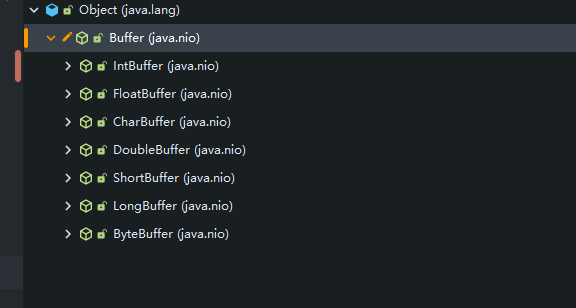 Object (java.lang)
Buffer (java.nio)
IntBuffer (java.nio)
FloatBuffer (java.nio)
CharBuffer (java.nio)
DoubleBuffer (java.nio)
ShortBuffer (java.nio)
LongBuffer (java.nio)
ByteBuffer (java.nio)